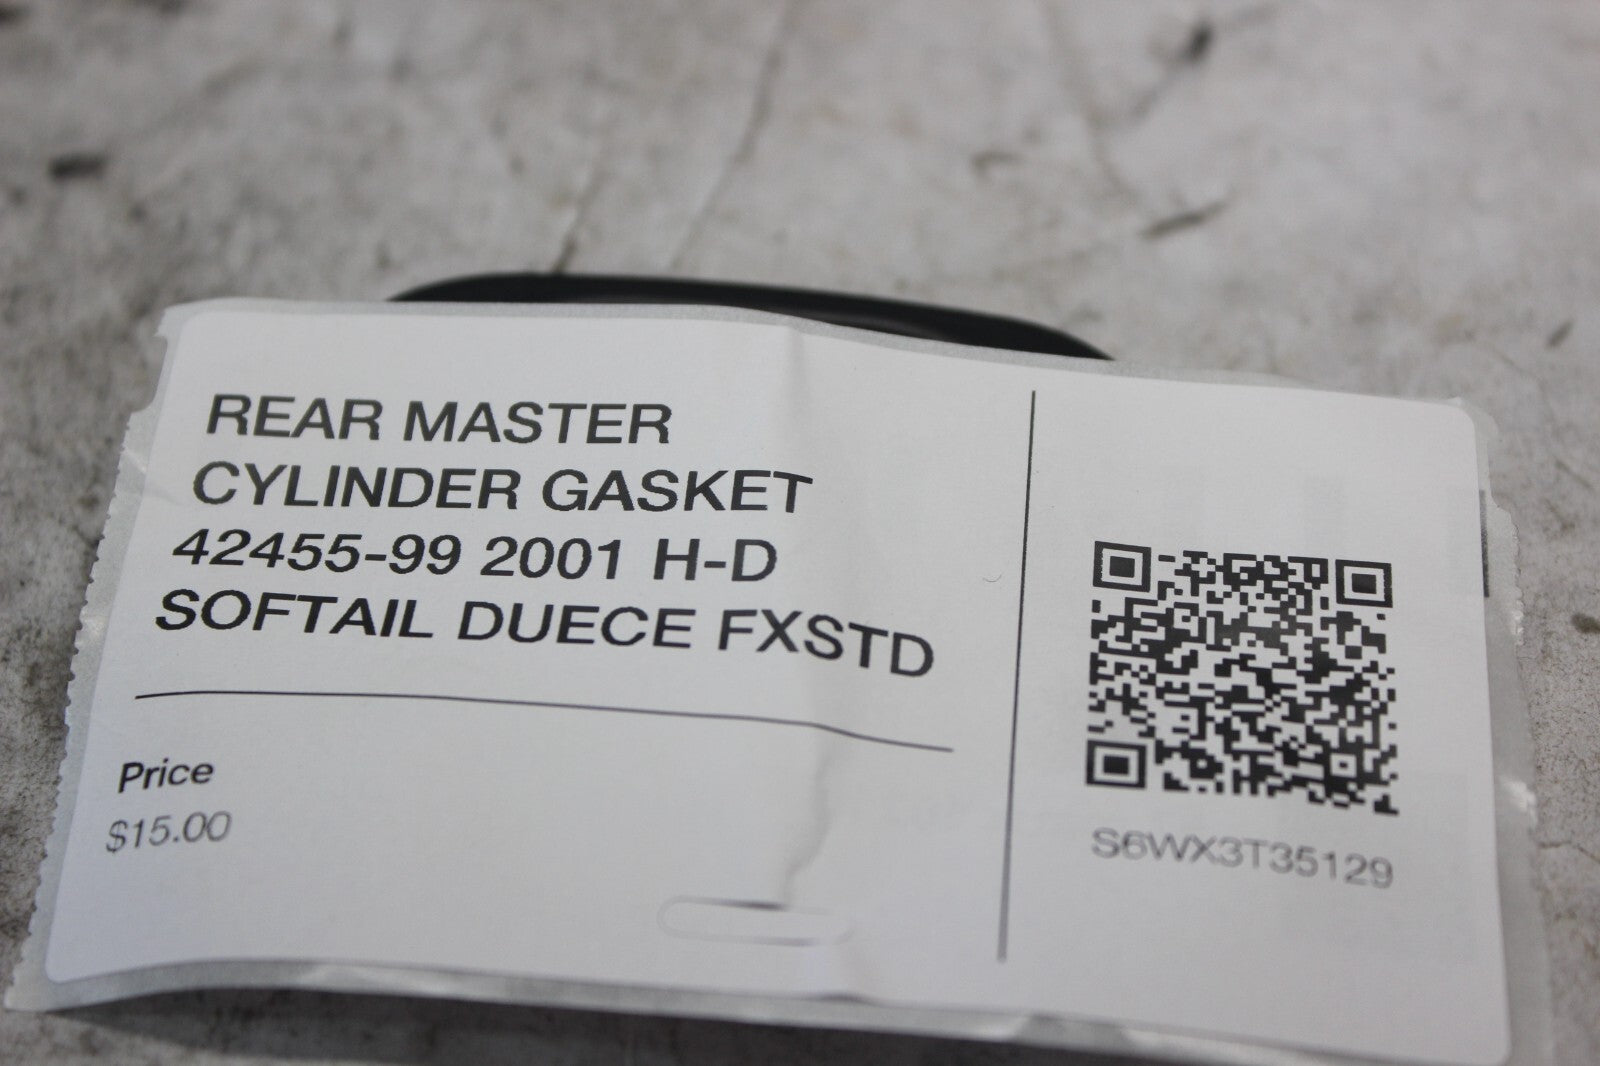 REAR MASTER
CYLINDER GASKET
42455-99 2001 H-D
SOFTAIL DUECE FXSTD
Price
$15.00
S6WX3T35129